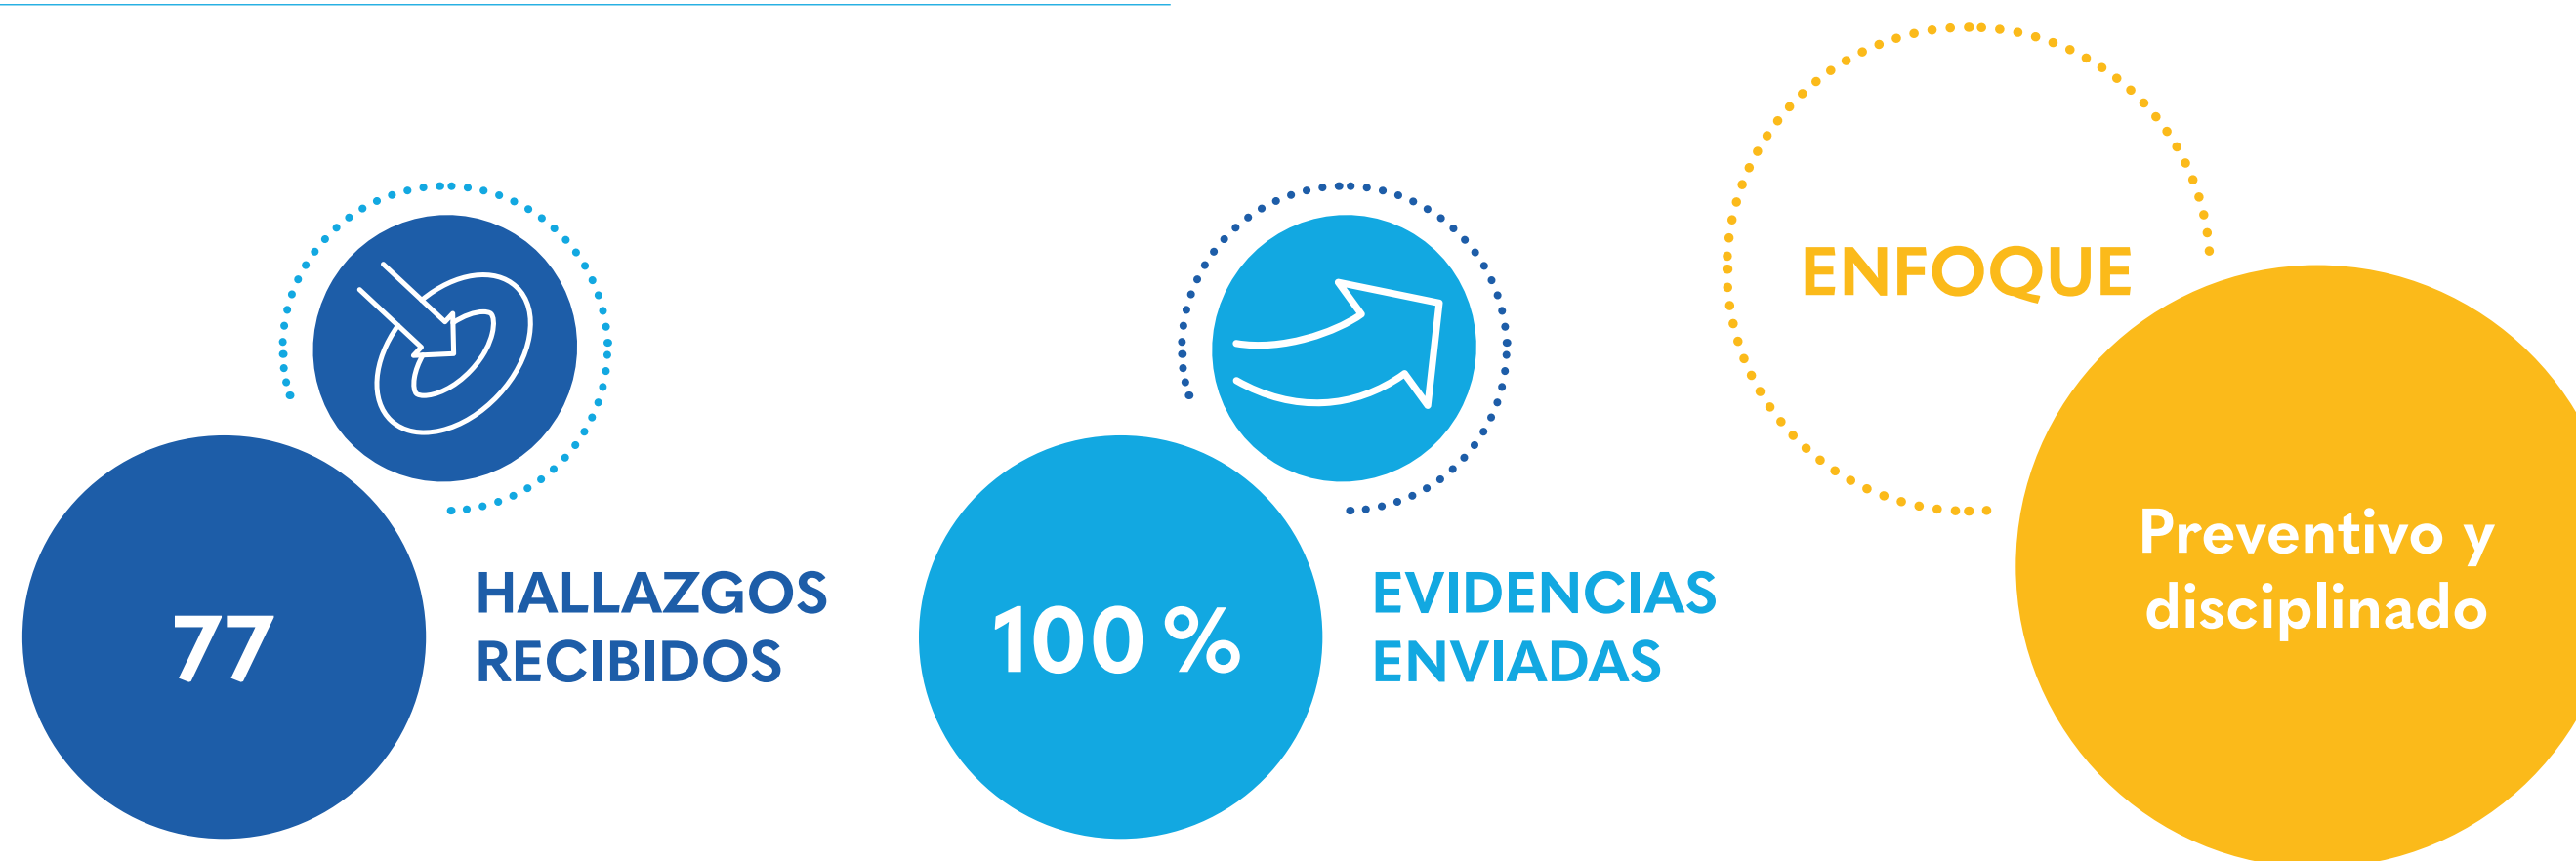 77
HALLAZGOS
RECIBIDOS
100 %
EVIDENCIAS
ENVIADAS
ENFOQUE
Preventivo y
disciplinado